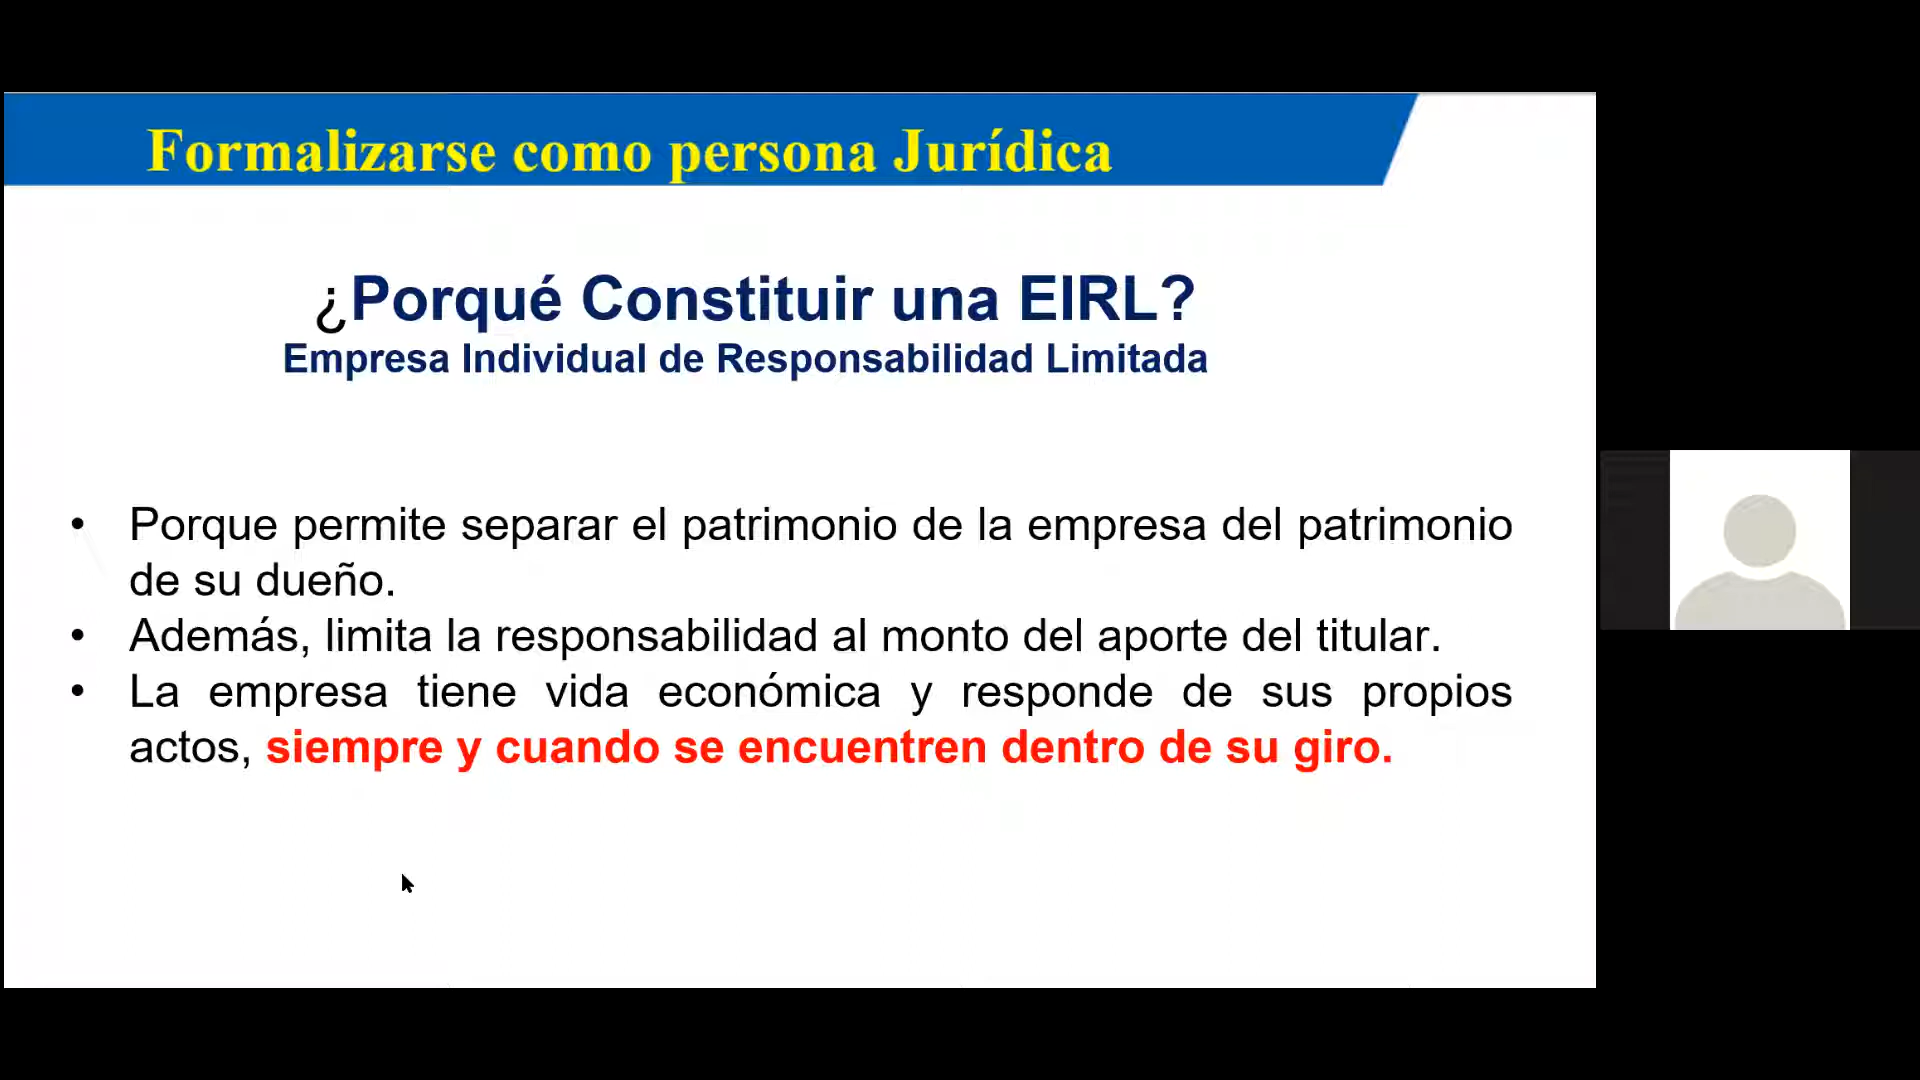 Formalizarse como persona Jurídica
¿Porqué Constituir una EIRL?
Empresa Individual de Responsabilidad Limitada
• Porque permite separar el patrimonio de la empresa del patrimonio
de su dueño.
• Además, limita la responsabilidad al monto del aporte del titular.
• La empresa tiene vida económica y responde de sus propios
actos, siempre y cuando se encuentren dentro de su giro.